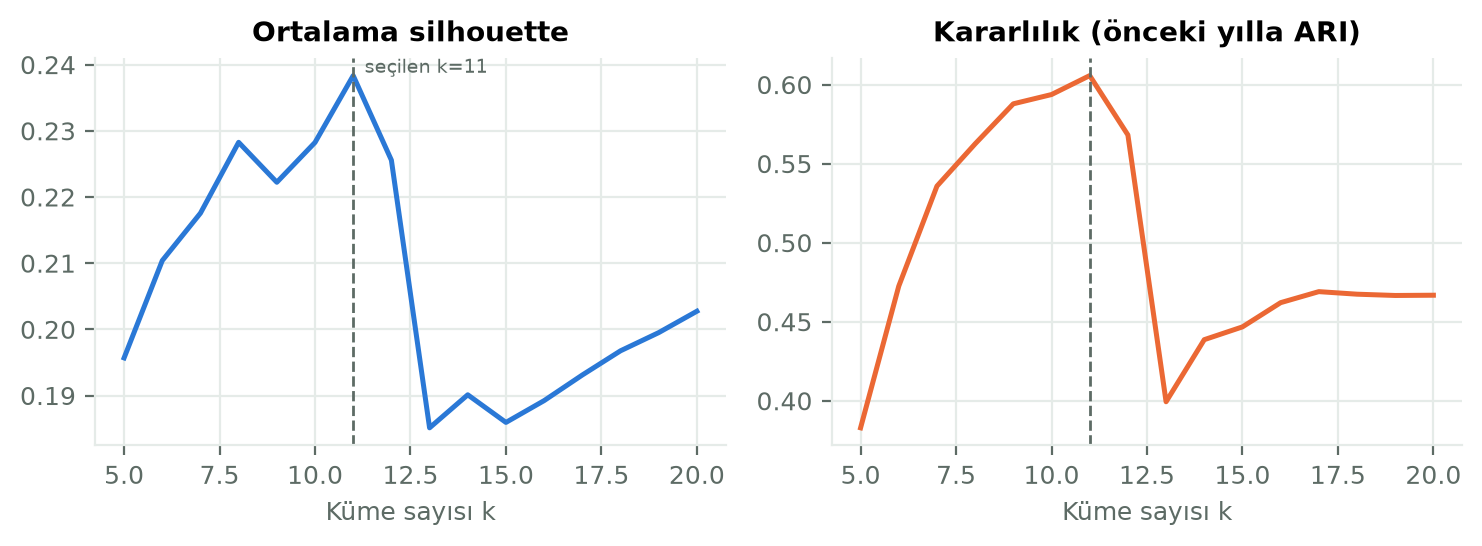 Ortalama silhouette
seçilen k=11
0.24
0.23
0.22
0.21
0.20
0.19
5.0 7.5 10.0 12.5 15.0 17.5 20.0
Küme sayısı k
Kararlılık (önceki yılla ARI)
0.60
0.55
0.50
0.45
0.40
5.0 7.5 10.0 12.5 15.0 17.5 20.0
Küme sayısı k